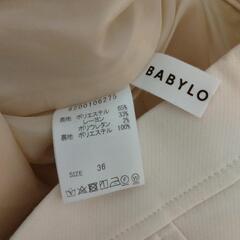 BABYLO
#200106275
表地 ポリエステル 65%
レーヨン 33%
ポリウレタン 2%
裏地 ポリエステル 100%
36
SIZE